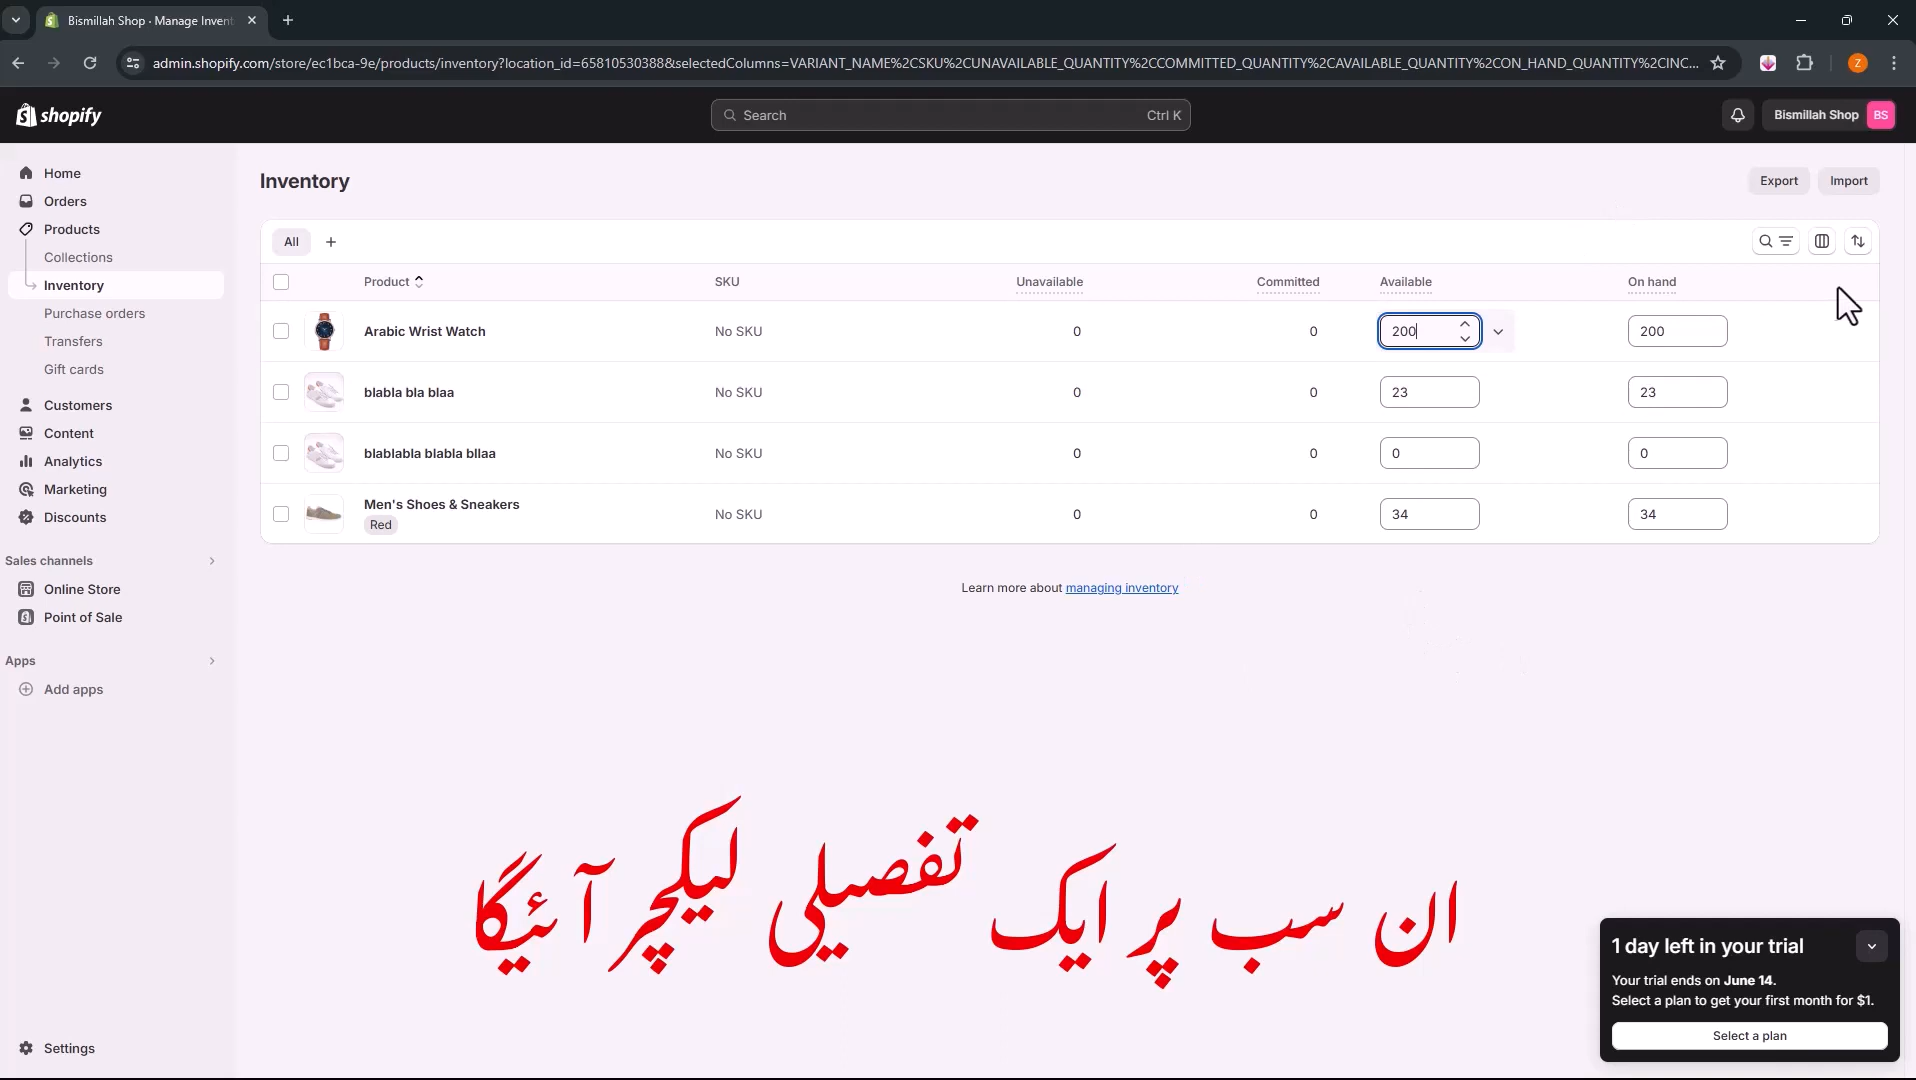 Bismillah Shop · Manage Invent
admin.shopify.com/store/ec1bca-9e/products/inventory?location_id=65810530388&selectedColumns=VARIANT_NAME%2CSKU%2CUNAVAILABLE_QUANTITY%2CCOMMITTED_QUANTITY%2CAVAILABLE_QUANTITY%2CON_HAND_QUANTITY%2CINC...
Z
shopify
Search Ctrl K
Bismillah Shop BS
Home
Orders
Products
Collections
Inventory
Purchase orders
Transfers
Gift cards
Customers
Content
Analytics
Marketing
Discounts
Sales channels
Online Store
Point of Sale
Apps
Add apps
Settings
Inventory
Export Import
All
Product SKU Unavailable Committed Available On hand
Arabic Wrist Watch No SKU 0 0 200 200
blabla bla blaa No SKU 0 0 23 23
blablabla blabla bllaa No SKU 0 0 0 0
Men's Shoes & Sneakers No SKU 0 0 34 34
Red
Learn more about managing inventory
ان سب پر ایک تفصیلی لیکچر آئیگا
1 day left in your trial
Your trial ends on June 14.
Select a plan to get your first month for $1.
Select a plan